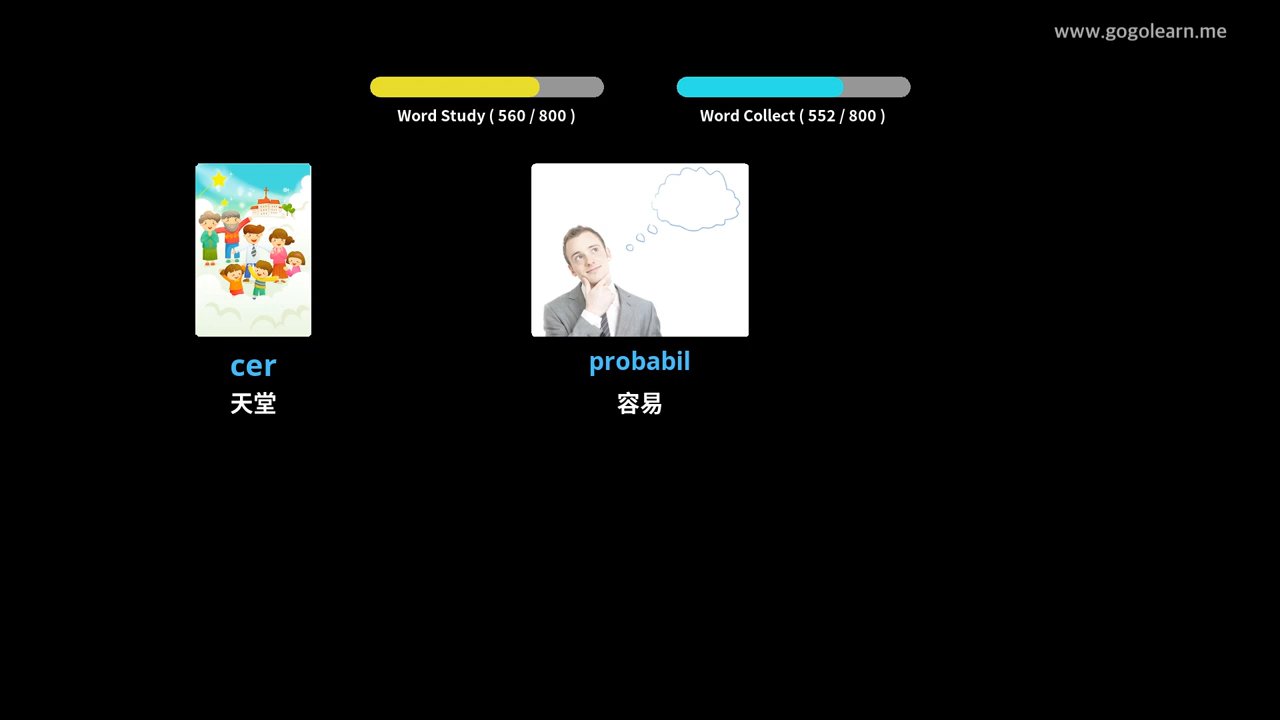 www.gogolearn.me
Word Study ( 560 / 800 )
Word Collect ( 552 / 800 )
cer
天堂
probabil
容易